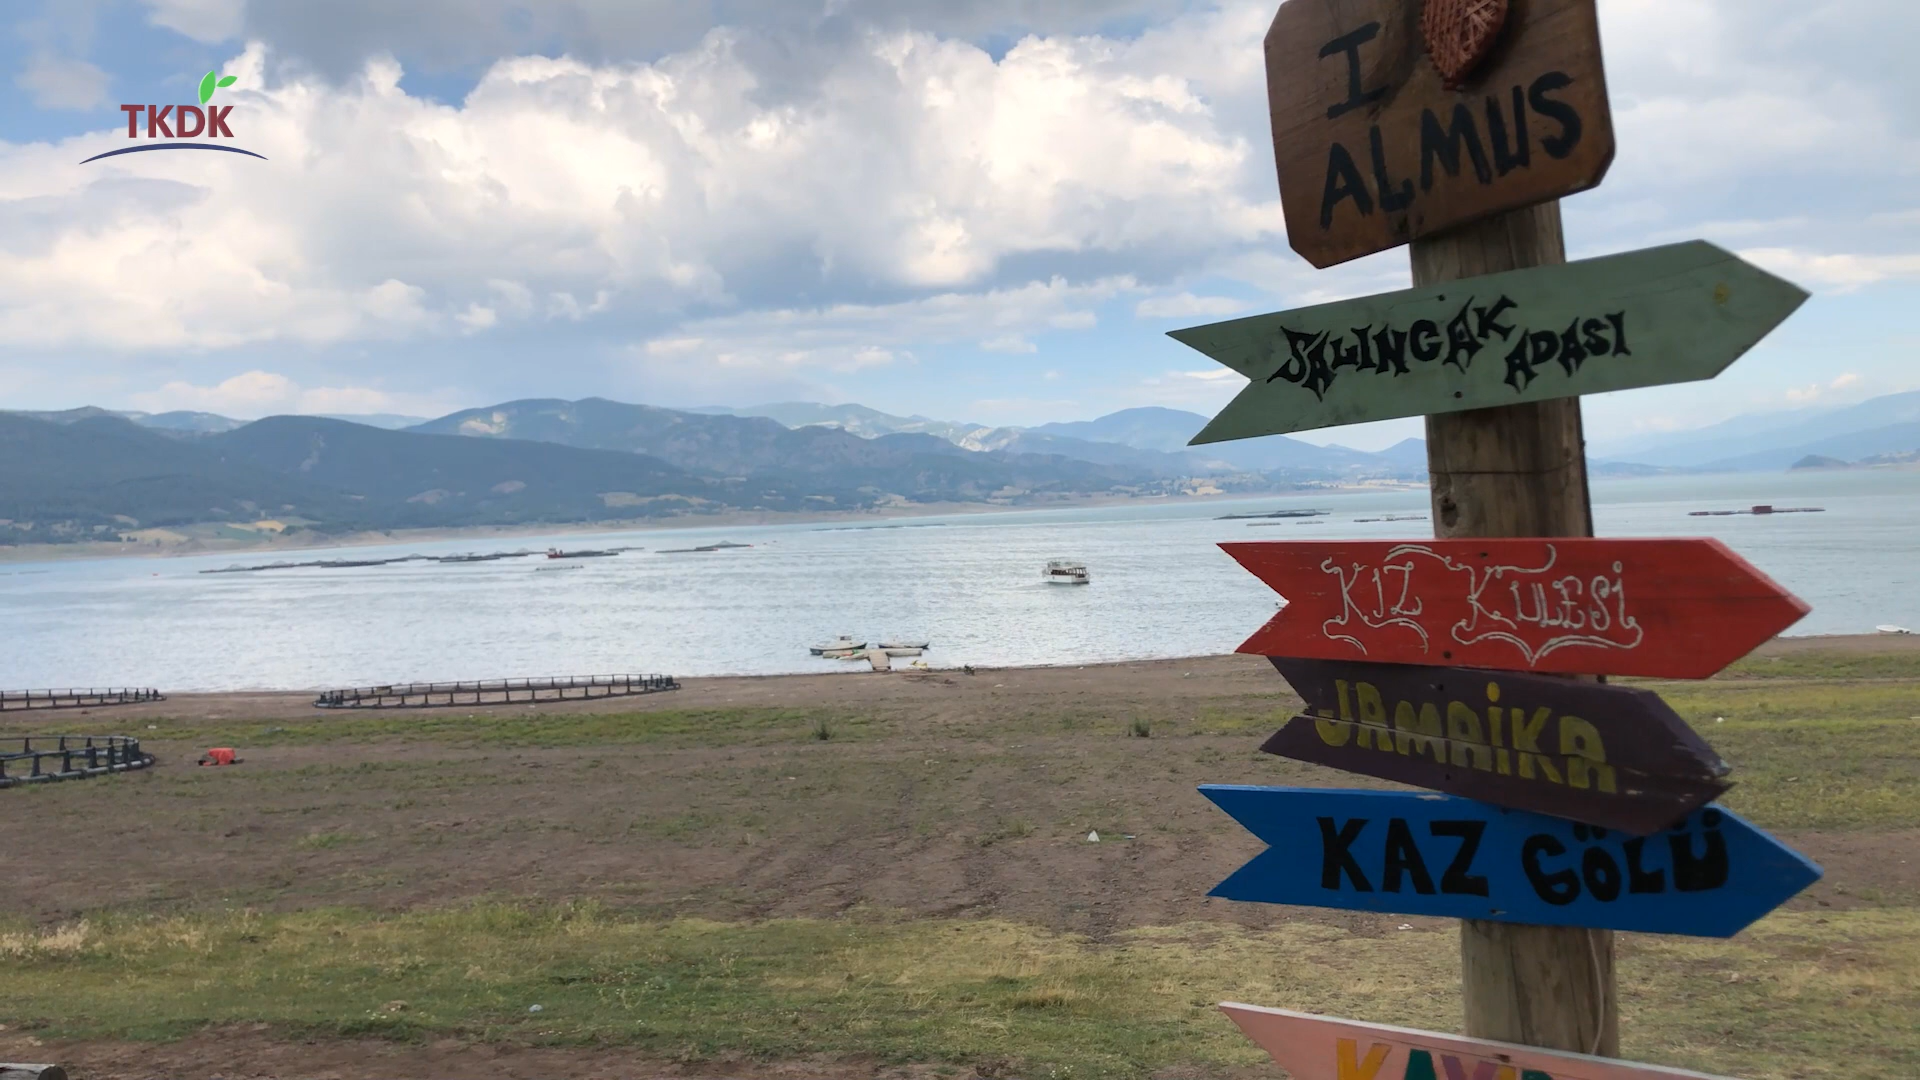 TKDK
I
ALMUS
SALINCAK
ADASI
KIZ KULESİ
JAMAİKA
KAZ GÖLÜ